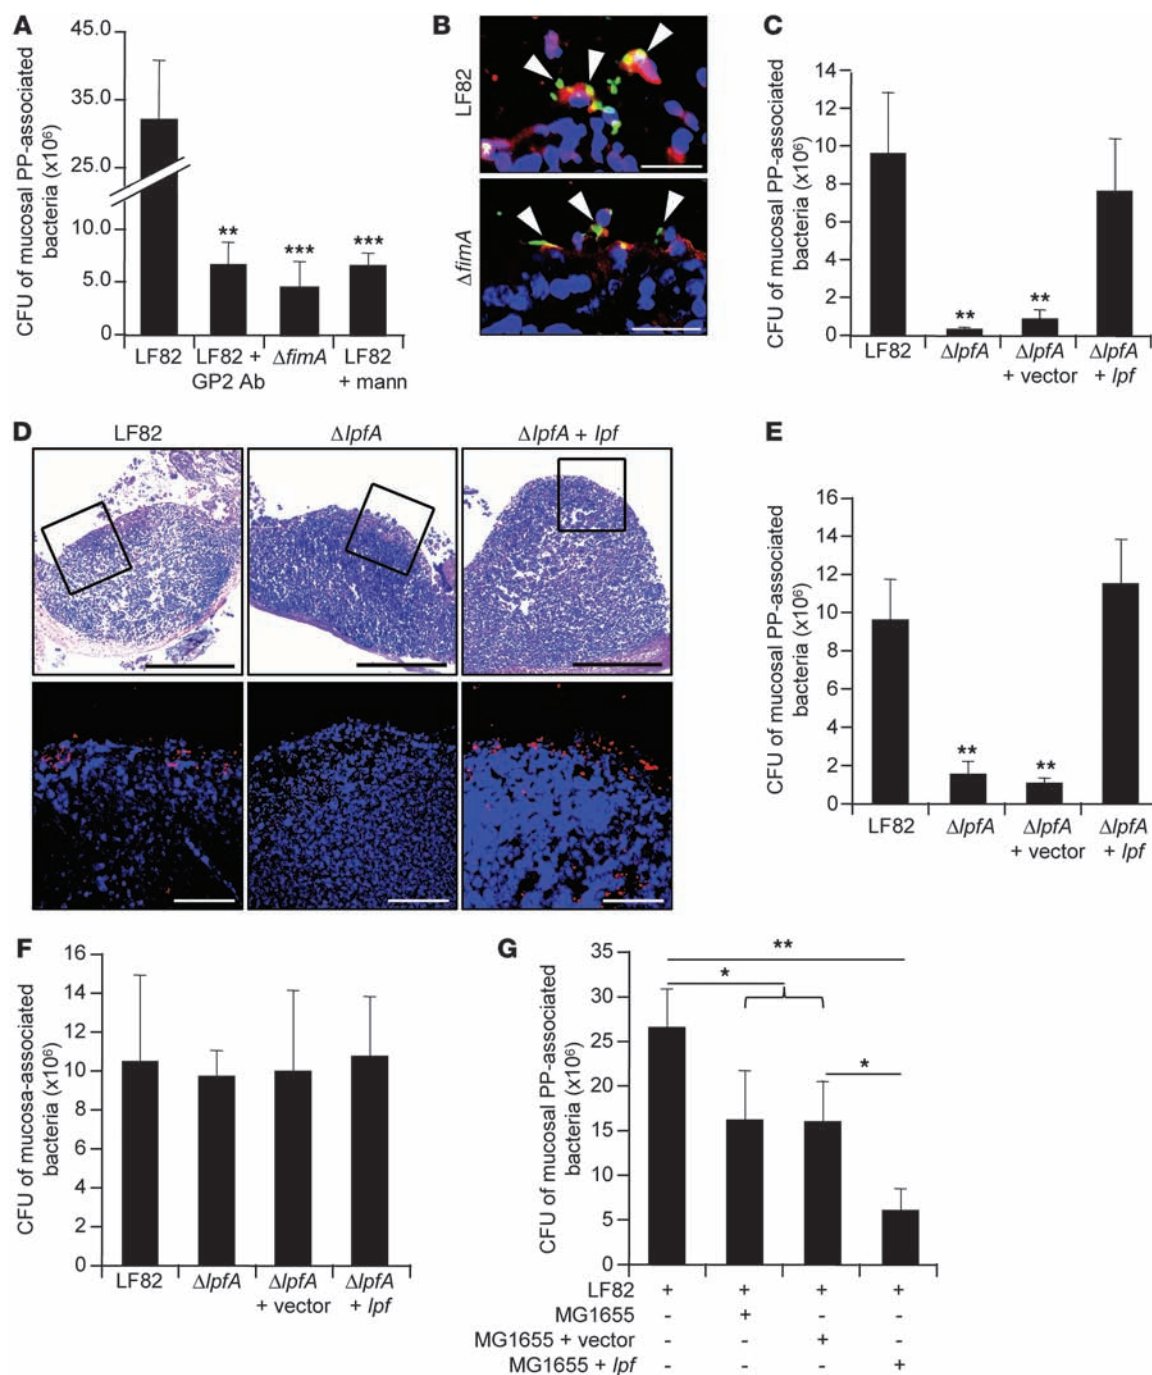 A
CFU of mucosal PP-associated
bacteria (x10⁶)
45.0
35.0
25.0
10.0
5.0
0.0
**
***
***
LF82
LF82 +
GP2 Ab
ΔfimA
LF82
+ mann
B
LF82
ΔfimA
C
CFU of mucosal PP-associated
bacteria (x10⁶)
14
12
10
8
6
4
2
0
**
**
LF82
ΔlpfA
ΔlpfA
+ vector
ΔlpfA
+ lpf
D
LF82
ΔlpfA
ΔlpfA + lpf
E
CFU of mucosal PP-associated
bacteria (x10⁶)
16
14
12
10
8
6
4
2
0
**
**
LF82
ΔlpfA
ΔlpfA
+ vector
ΔlpfA
+ lpf
F
CFU of mucosa-associated
bacteria (x10⁶)
16
14
12
10
8
6
4
2
0
LF82
ΔlpfA
ΔlpfA
+ vector
ΔlpfA
+ lpf
G
CFU of mucosal PP-associated
bacteria (x10⁶)
35
30
25
20
15
10
5
0
**
*
*
LF82 + + + +
MG1655 - + - -
MG1655 + vector - - + -
MG1655 + lpf - - - +